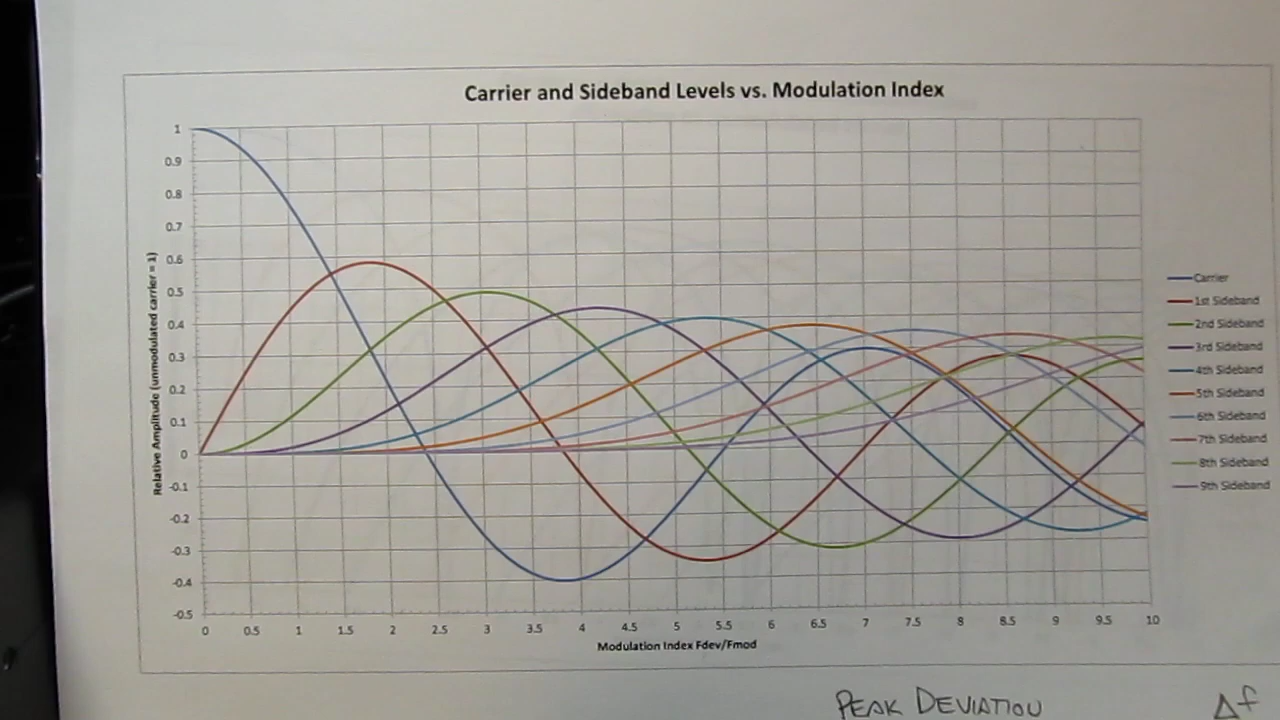 Carrier and Sideband Levels vs. Modulation Index
1
0.9
0.8
0.7
0.6
0.5
0.4
0.3
0.2
0.1
0
-0.1
-0.2
-0.3
-0.4
-0.5
Relative Amplitude (unmodulated carrier = 1)
0 0.5 1 1.5 2 2.5 3 3.5 4 4.5 5 5.5 6 6.5 7 7.5 8 8.5 9 9.5 10
Modulation Index Fdev/Fmod
Carrier
1st Sideband
2nd Sideband
3rd Sideband
4th Sideband
5th Sideband
6th Sideband
7th Sideband
8th Sideband
9th Sideband
PEAK DEVIATION Δf